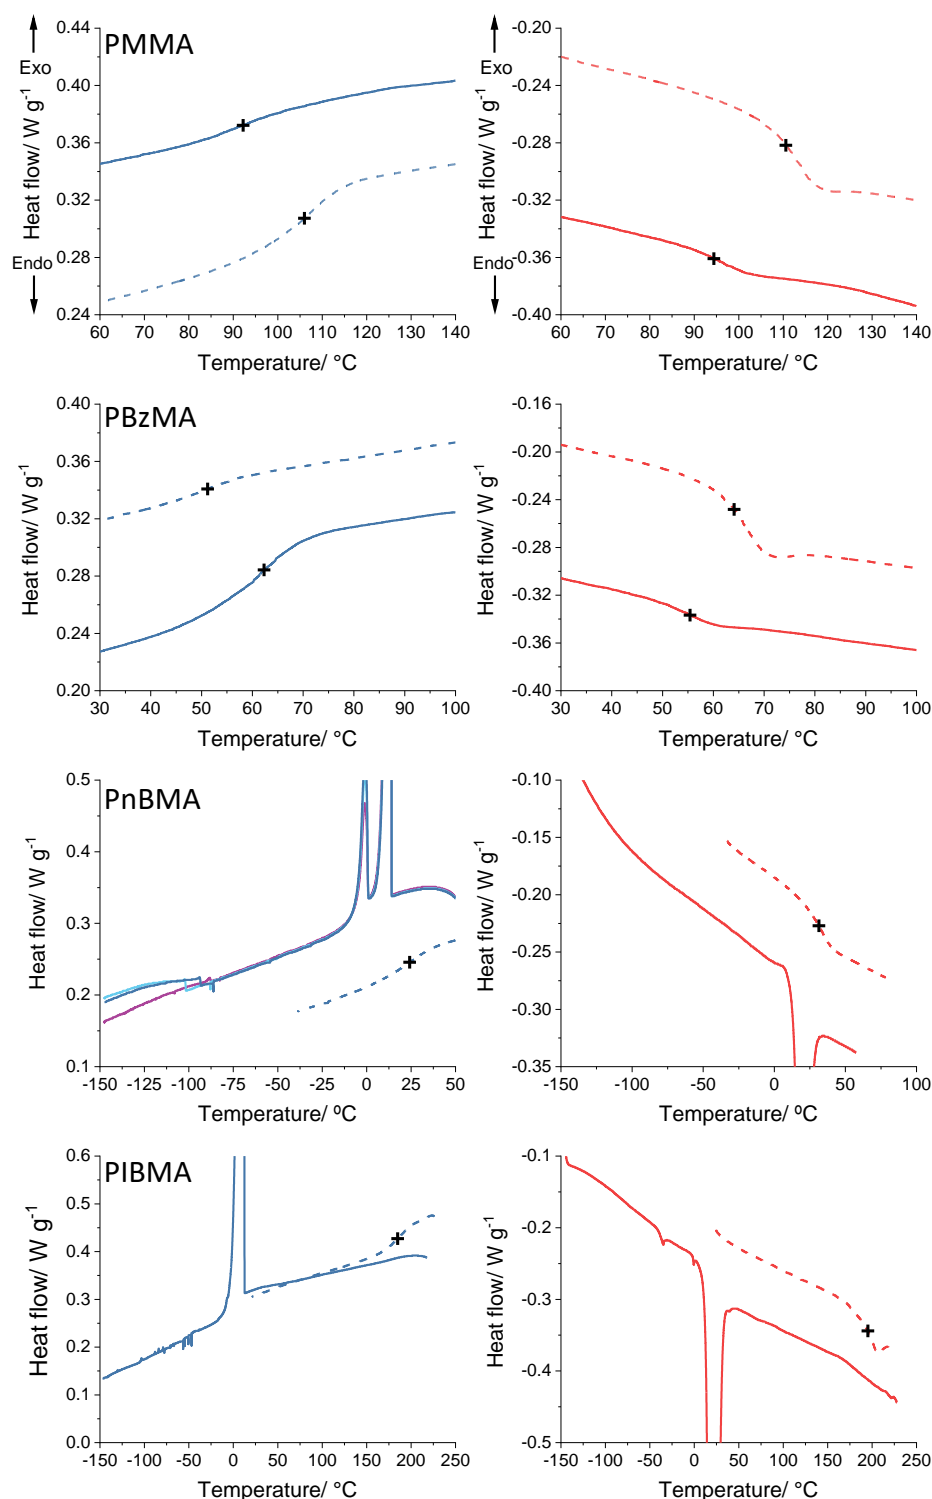 PMMA
Exo
Endo
Heat flow/ W g⁻¹
0.44
0.40
0.36
0.32
0.28
0.24
60 70 80 90 100 110 120 130 140
Temperature/ °C
Exo
Endo
Heat flow/ W g⁻¹
-0.20
-0.24
-0.28
-0.32
-0.36
-0.40
60 70 80 90 100 110 120 130 140
Temperature/ °C
PBzMA
Heat flow/ W g⁻¹
0.40
0.36
0.32
0.28
0.24
0.20
30 40 50 60 70 80 90 100
Temperature/ °C
Heat flow/ W g⁻¹
-0.16
-0.20
-0.24
-0.28
-0.32
-0.36
-0.40
30 40 50 60 70 80 90 100
Temperature/ °C
PnBMA
Heat flow/ W g⁻¹
0.5
0.4
0.3
0.2
0.1
-150 -125 -100 -75 -50 -25 0 25 50
Temperature/ ºC
Heat flow/ W g⁻¹
-0.10
-0.15
-0.20
-0.25
-0.30
-0.35
-150 -100 -50 0 50 100
Temperature/ ºC
PIBMA
Heat flow/ W g⁻¹
0.6
0.5
0.4
0.3
0.2
0.1
0.0
-150 -100 -50 0 50 100 150 200 250
Temperature/ °C
Heat flow/ W g⁻¹
-0.1
-0.2
-0.3
-0.4
-0.5
-150 -100 -50 0 50 100 150 200 250
Temperature/ °C